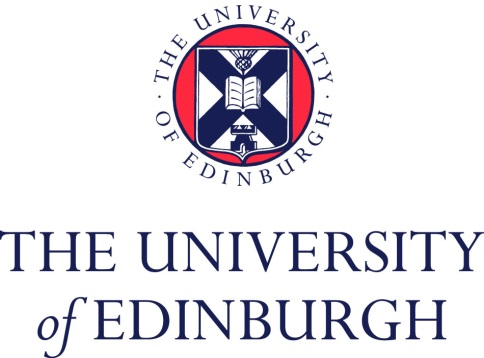 · THE UNIVERSITY ·
OF EDINBURGH
THE UNIVERSITY
of EDINBURGH